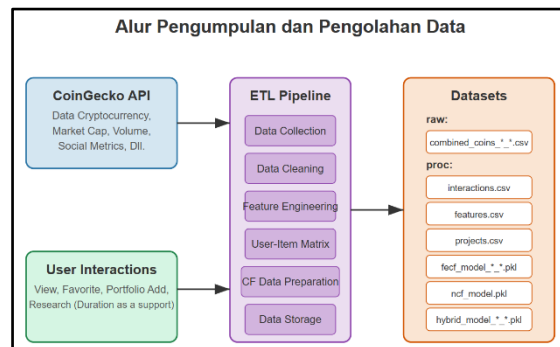 Alur Pengumpulan dan Pengolahan Data
CoinGecko API
Data Cryptocurrency,
Market Cap, Volume,
Social Metrics, Dll.
User Interactions
View, Favorite, Portfolio Add,
Research (Duration as a support)
ETL Pipeline
Data Collection
Data Cleaning
Feature Engineering
User-Item Matrix
CF Data Preparation
Data Storage
Datasets
raw:
combined_coins_*_*.csv
proc:
interactions.csv
features.csv
projects.csv
fecf_model_*_*.pkl
ncf_model.pkl
hybrid_model_*_*.pkl